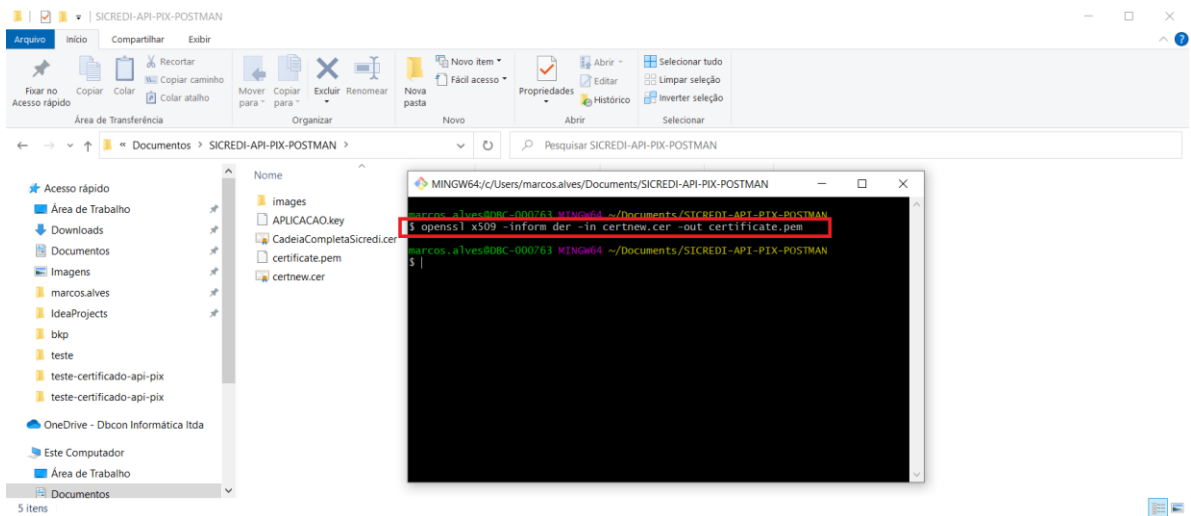 SICREDI-API-PIX-POSTMAN
Arquivo Início Compartilhar Exibir
Fixar no Acesso rápido
Copiar
Colar
Recortar
Copiar caminho
Colar atalho
Área de Transferência
Mover para
Copiar para
Excluir
Renomear
Organizar
Nova pasta
Novo item
Fácil acesso
Novo
Propriedades
Abrir
Editar
Histórico
Abrir
Selecionar tudo
Limpar seleção
Inverter seleção
Selecionar
« Documentos > SICREDI-API-PIX-POSTMAN >
Pesquisar SICREDI-API-PIX-POSTMAN
Acesso rápido
Área de Trabalho
Downloads
Documentos
Imagens
marcos.alves
IdeaProjects
bkp
teste
teste-certificado-api-pix
teste-certificado-api-pix
OneDrive - Dbcon Informática ltda
Este Computador
Área de Trabalho
Documentos
5 itens
Nome
images
APLICACAO.key
CadeiaCompletaSicredi.cer
certificate.pem
certnew.cer
MINGW64:/c/Users/marcos.alves/Documents/SICREDI-API-PIX-POSTMAN
marcos.alves@DBC-000763 MINGW64 ~/Documents/SICREDI-API-PIX-POSTMAN
$ openssl x509 -inform der -in certnew.cer -out certificate.pem
marcos.alves@DBC-000763 MINGW64 ~/Documents/SICREDI-API-PIX-POSTMAN
$